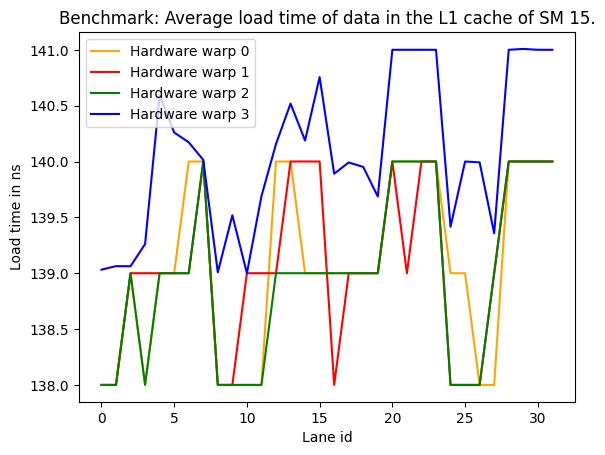 Benchmark: Average load time of data in the L1 cache of SM 15.
Hardware warp 0
Hardware warp 1
Hardware warp 2
Hardware warp 3
Load time in ns
141.0
140.5
140.0
139.5
139.0
138.5
138.0
0 5 10 15 20 25 30
Lane id